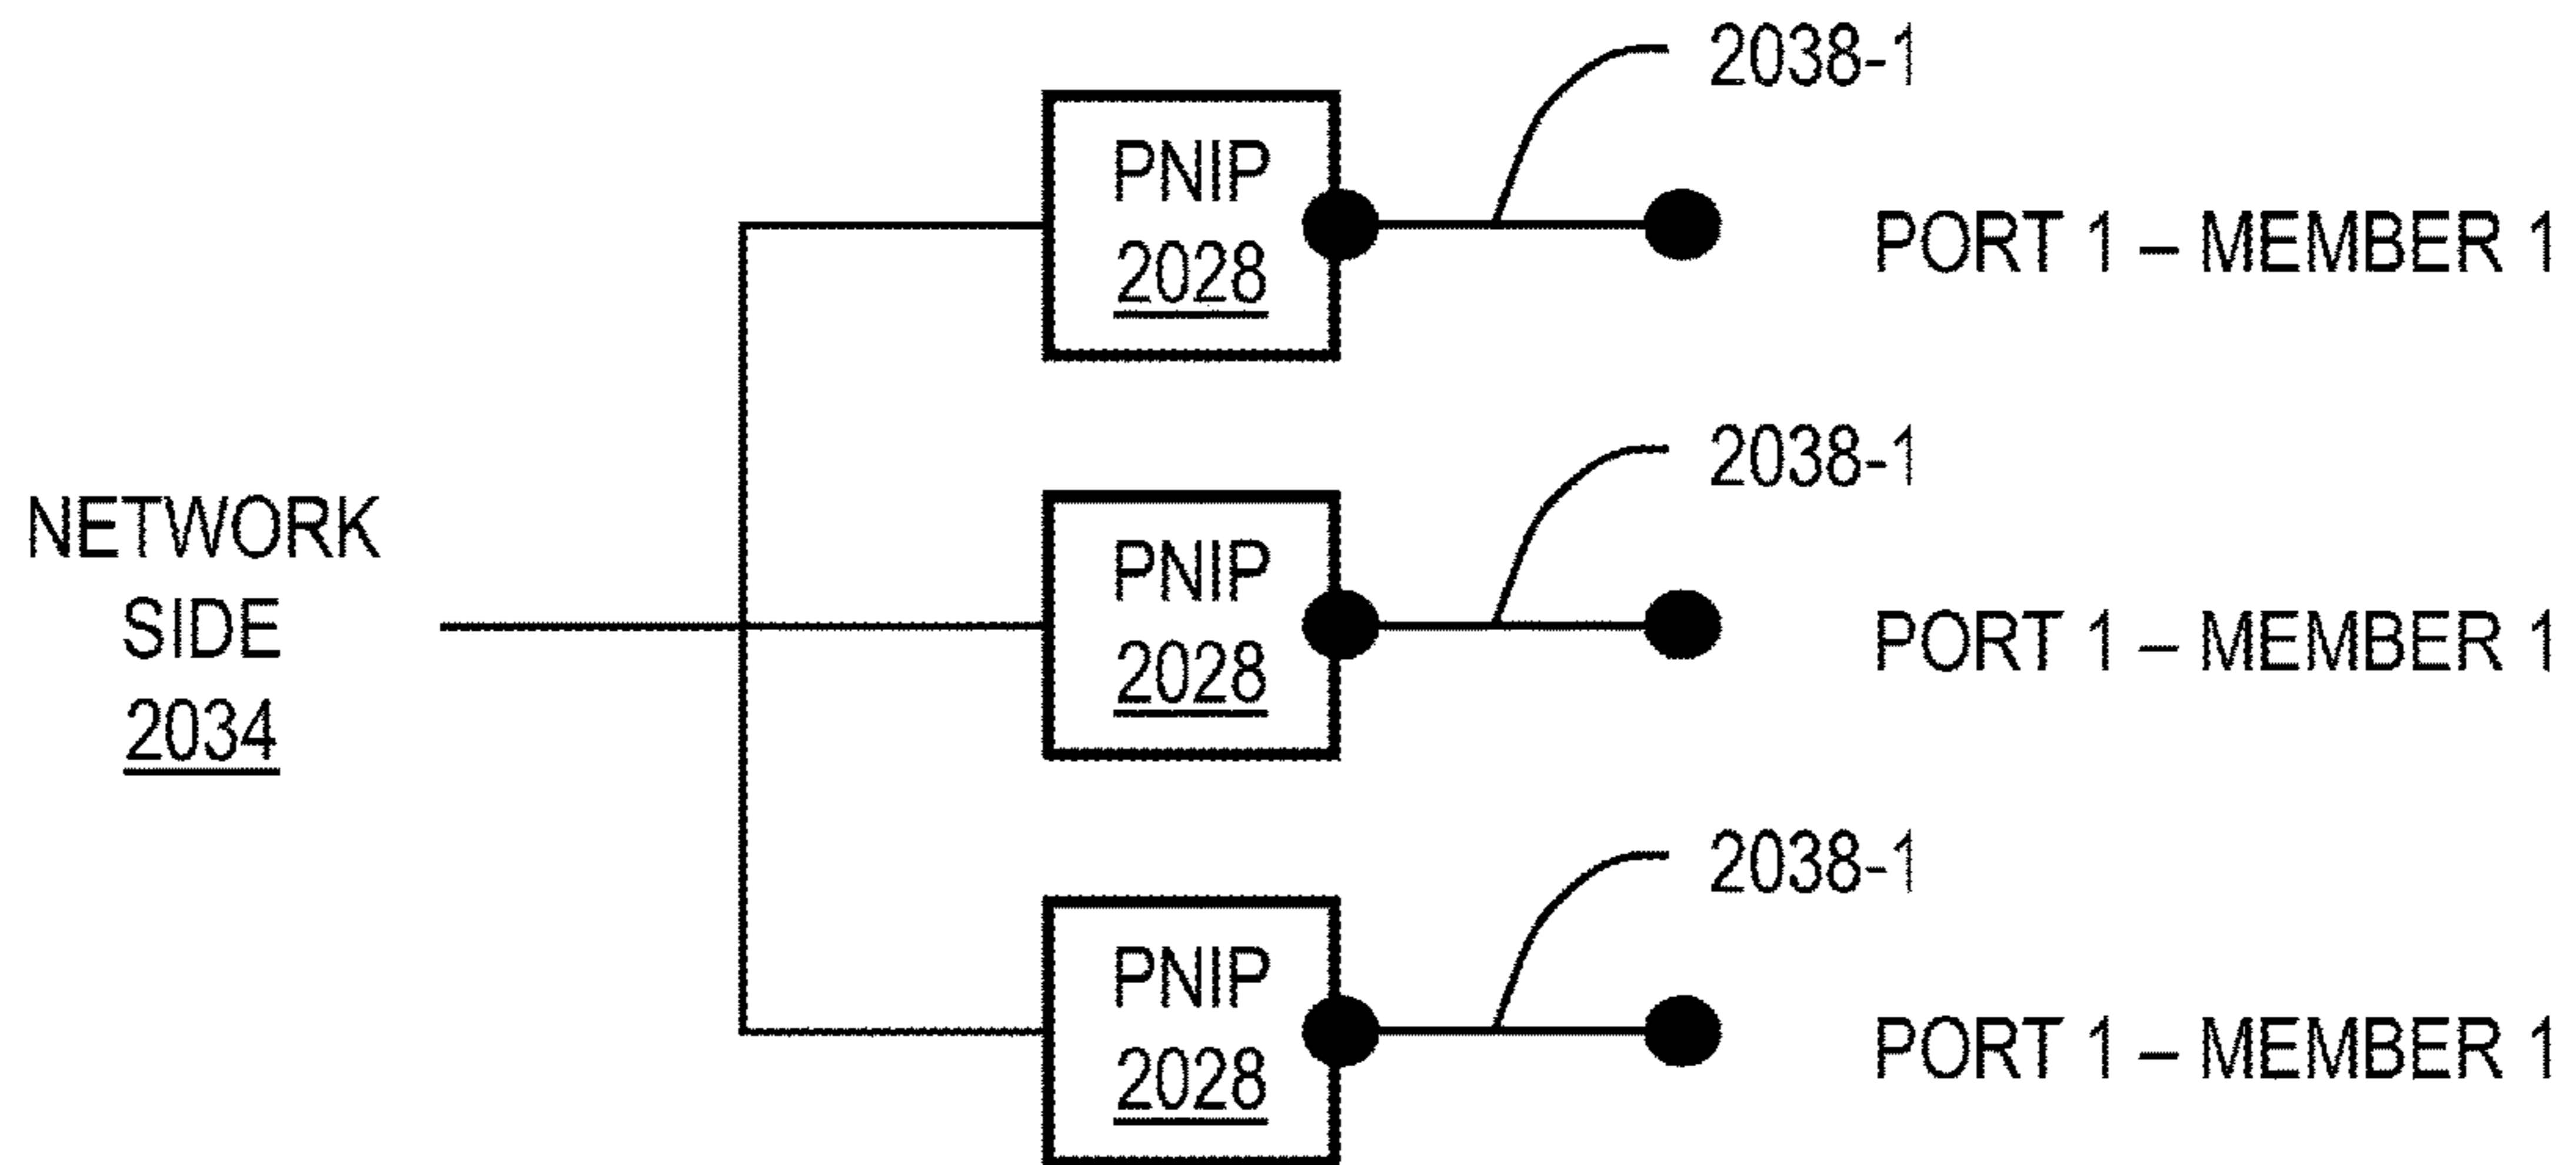 2038-1
PNIP
2028
PORT 1 – MEMBER 1
2038-1
NETWORK
SIDE
2034
PNIP
2028
PORT 1 – MEMBER 1
2038-1
PNIP
2028
PORT 1 – MEMBER 1